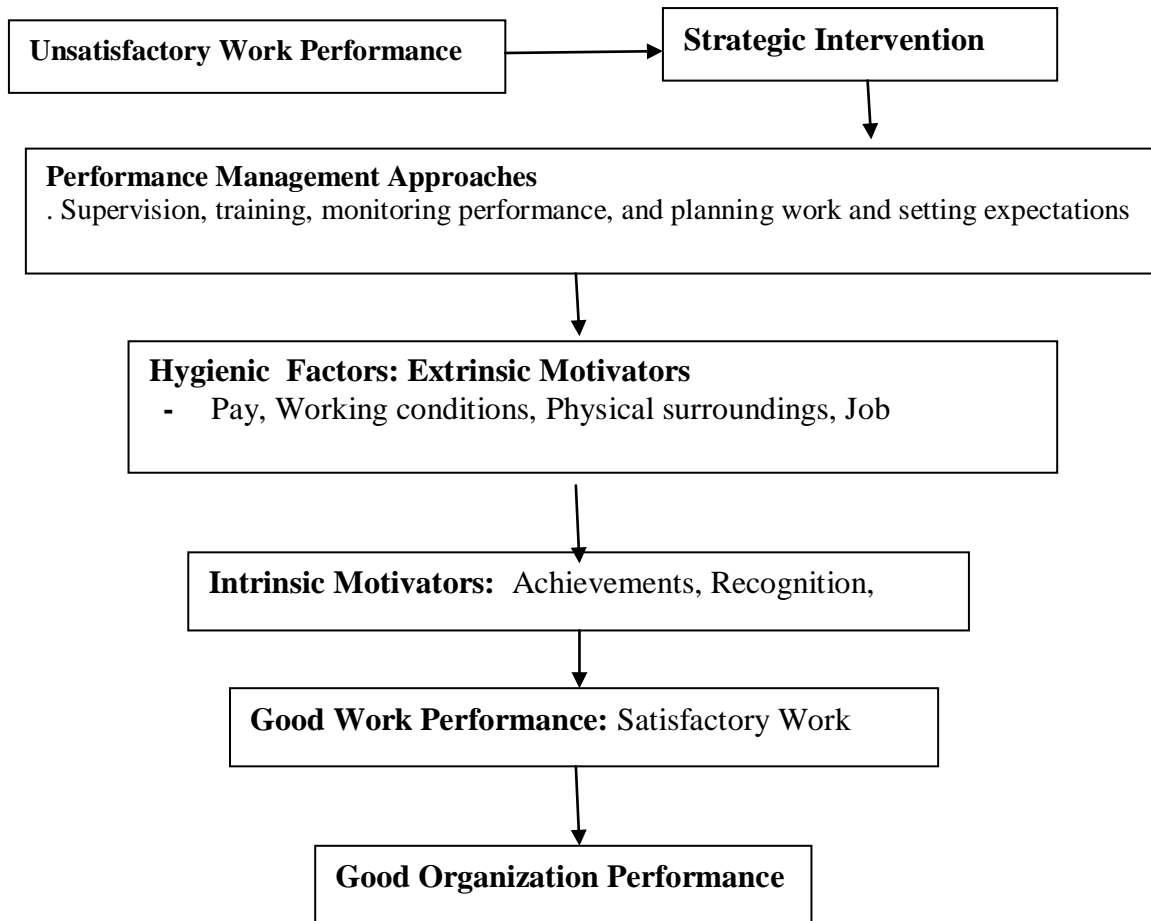 Unsatisfactory Work Performance
Strategic Intervention
Performance Management Approaches
. Supervision, training, monitoring performance, and planning work and setting expectations
Hygienic Factors: Extrinsic Motivators
- Pay, Working conditions, Physical surroundings, Job
Intrinsic Motivators: Achievements, Recognition,
Good Work Performance: Satisfactory Work
Good Organization Performance